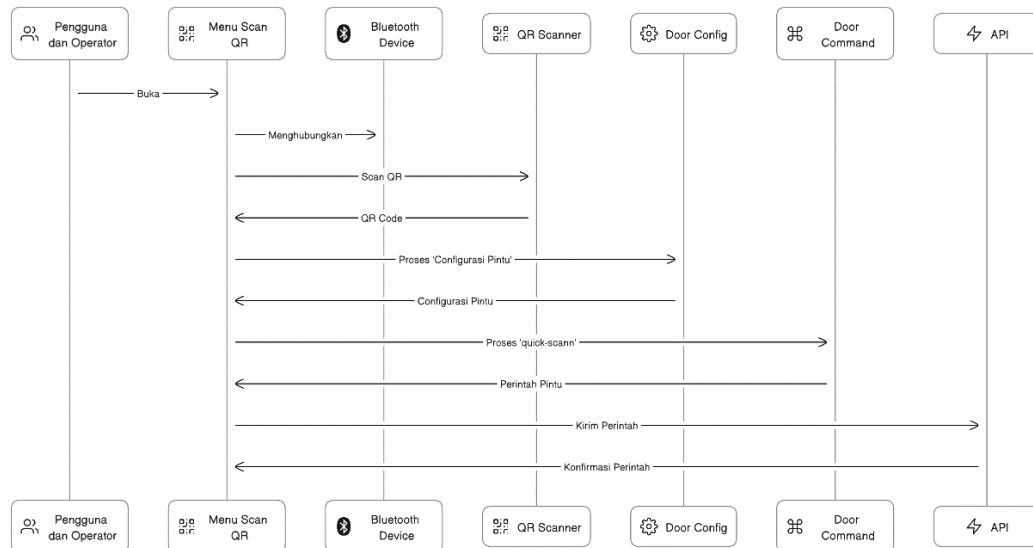 Pengguna
dan Operator
Menu Scan
QR
Bluetooth
Device
QR Scanner
Door Config
Door
Command
API
Buka
Menghubungkan
Scan QR
QR Code
Proses 'Configurasi Pintu'
Configurasi Pintu
Proses 'quick-scann'
Perintah Pintu
Kirim Perintah
Konfirmasi Perintah
Pengguna
dan Operator
Menu Scan
QR
Bluetooth
Device
QR Scanner
Door Config
Door
Command
API